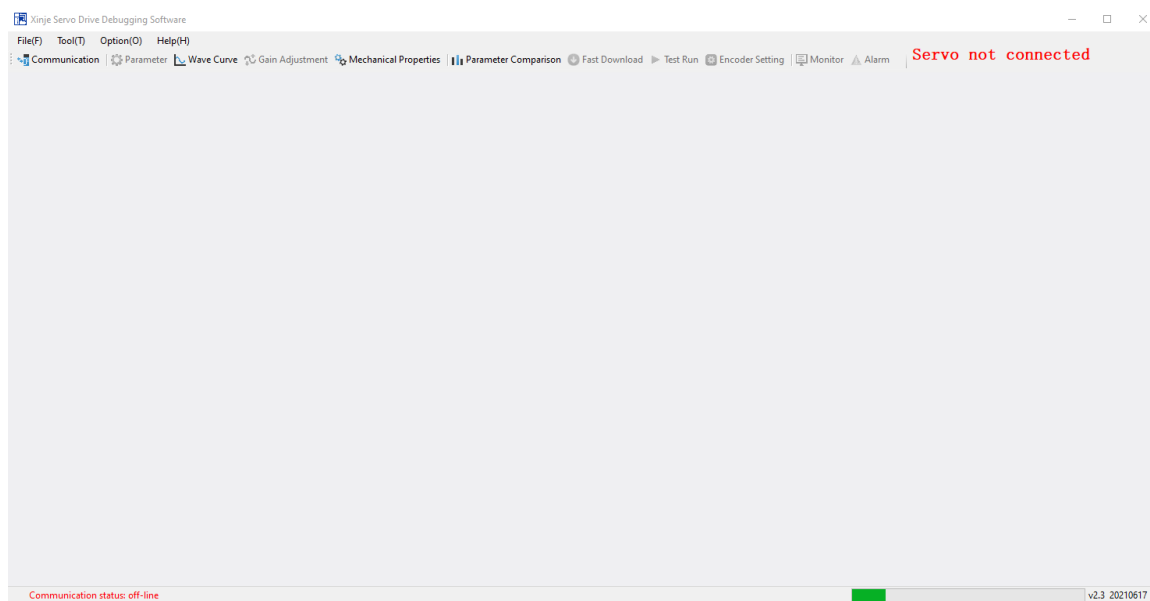 Xinje Servo Drive Debugging Software
File(F) Tool(T) Option(O) Help(H)
Communication Parameter Wave Curve Gain Adjustment Mechanical Properties Parameter Comparison Fast Download Test Run Encoder Setting Monitor Alarm Servo not connected
Communication status: off-line v2.3 20210617